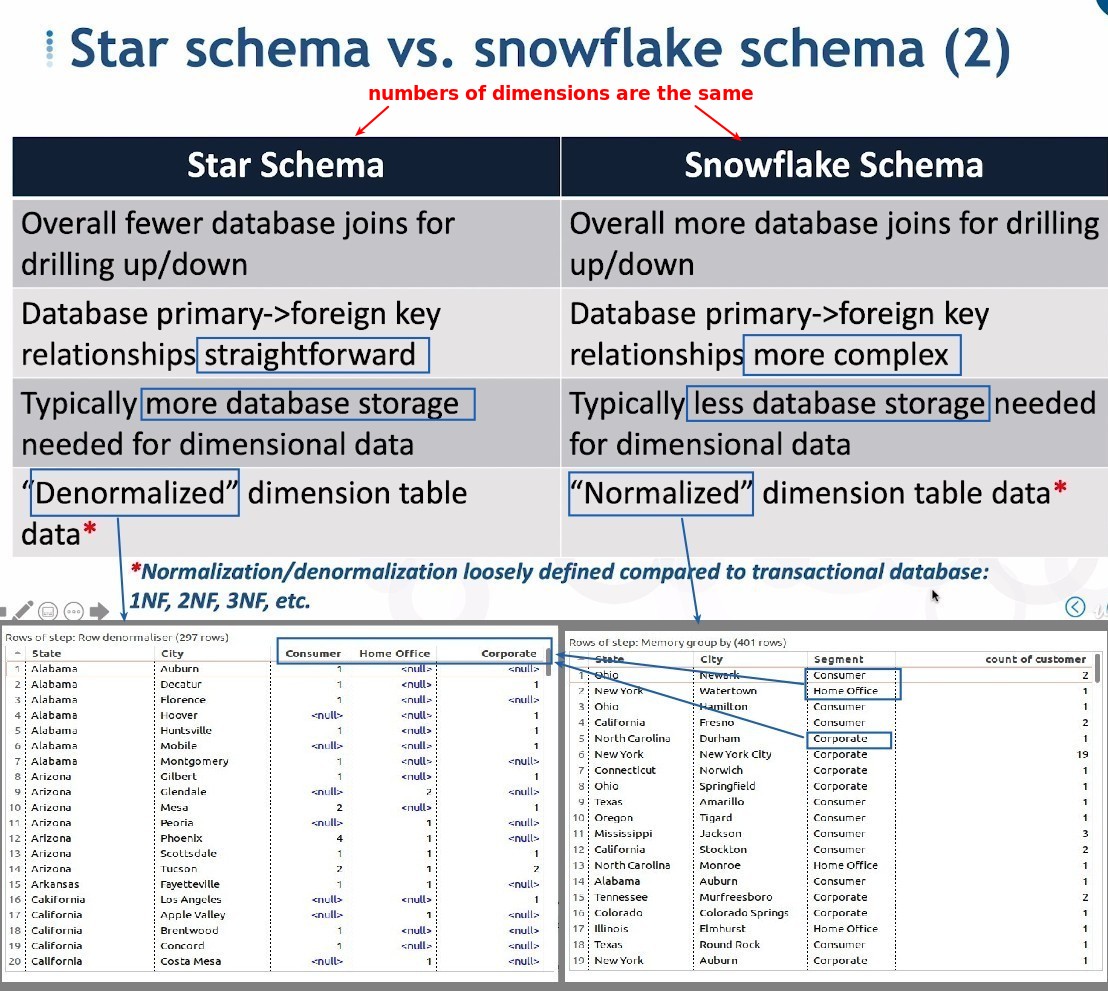 Star schema vs. snowflake schema (2)
numbers of dimensions are the same
Star Schema
Snowflake Schema
Overall fewer database joins for
drilling up/down
Overall more database joins for drilling
up/down
Database primary->foreign key
relationships straightforward
Database primary->foreign key
relationships more complex
Typically more database storage
needed for dimensional data
Typically less database storage needed
for dimensional data
“Denormalized” dimension table
data*
“Normalized” dimension table data*
*Normalization/denormalization loosely defined compared to transactional database:
1NF, 2NF, 3NF, etc.
Rows of step: Row denormaliser (297 rows)
State City Consumer Home Office Corporate
1 Alabama Auburn 1 <null> <null>
2 Alabama Decatur 1 <null> 1
3 Alabama Florence 1 <null> <null>
4 Alabama Hoover <null> <null> 1
5 Alabama Huntsville 1 <null> 1
6 Alabama Mobile <null> <null> 1
7 Alabama Montgomery 1 <null> <null>
8 Arizona Gilbert 1 <null> 1
9 Arizona Glendale <null> 2 <null>
10 Arizona Mesa 2 <null> 1
11 Arizona Peoria <null> 1 <null>
12 Arizona Phoenix 4 1 <null>
13 Arizona Scottsdale 1 1 1
14 Arizona Tucson 2 1 2
15 Arkansas Fayetteville 1 1 <null>
16 Cakifornia Los Angeles <null> <null> 1
17 California Apple Valley <null> 1 <null>
18 California Brentwood 1 <null> <null>
19 California Concord 1 <null> <null>
20 California Costa Mesa <null> 1 <null>
Rows of step: Memory group by (401 rows)
State City Segment count of customer
1 Ohio Newark Consumer 2
2 New York Watertown Home Office 1
3 Ohio Hamilton Consumer 1
4 California Fresno Consumer 2
5 North Carolina Durham Corporate 1
6 New York New York City Corporate 19
7 Connecticut Norwich Corporate 1
8 Ohio Springfield Corporate 1
9 Texas Amarillo Consumer 1
10 Oregon Tigard Consumer 1
11 Mississippi Jackson Consumer 3
12 California Stockton Consumer 2
13 North Carolina Monroe Home Office 1
14 Alabama Auburn Consumer 1
15 Tennessee Murfreesboro Corporate 2
16 Colorado Colorado Springs Corporate 1
17 Illinois Elmhurst Home Office 1
18 Texas Round Rock Consumer 1
19 New York Auburn Corporate 1